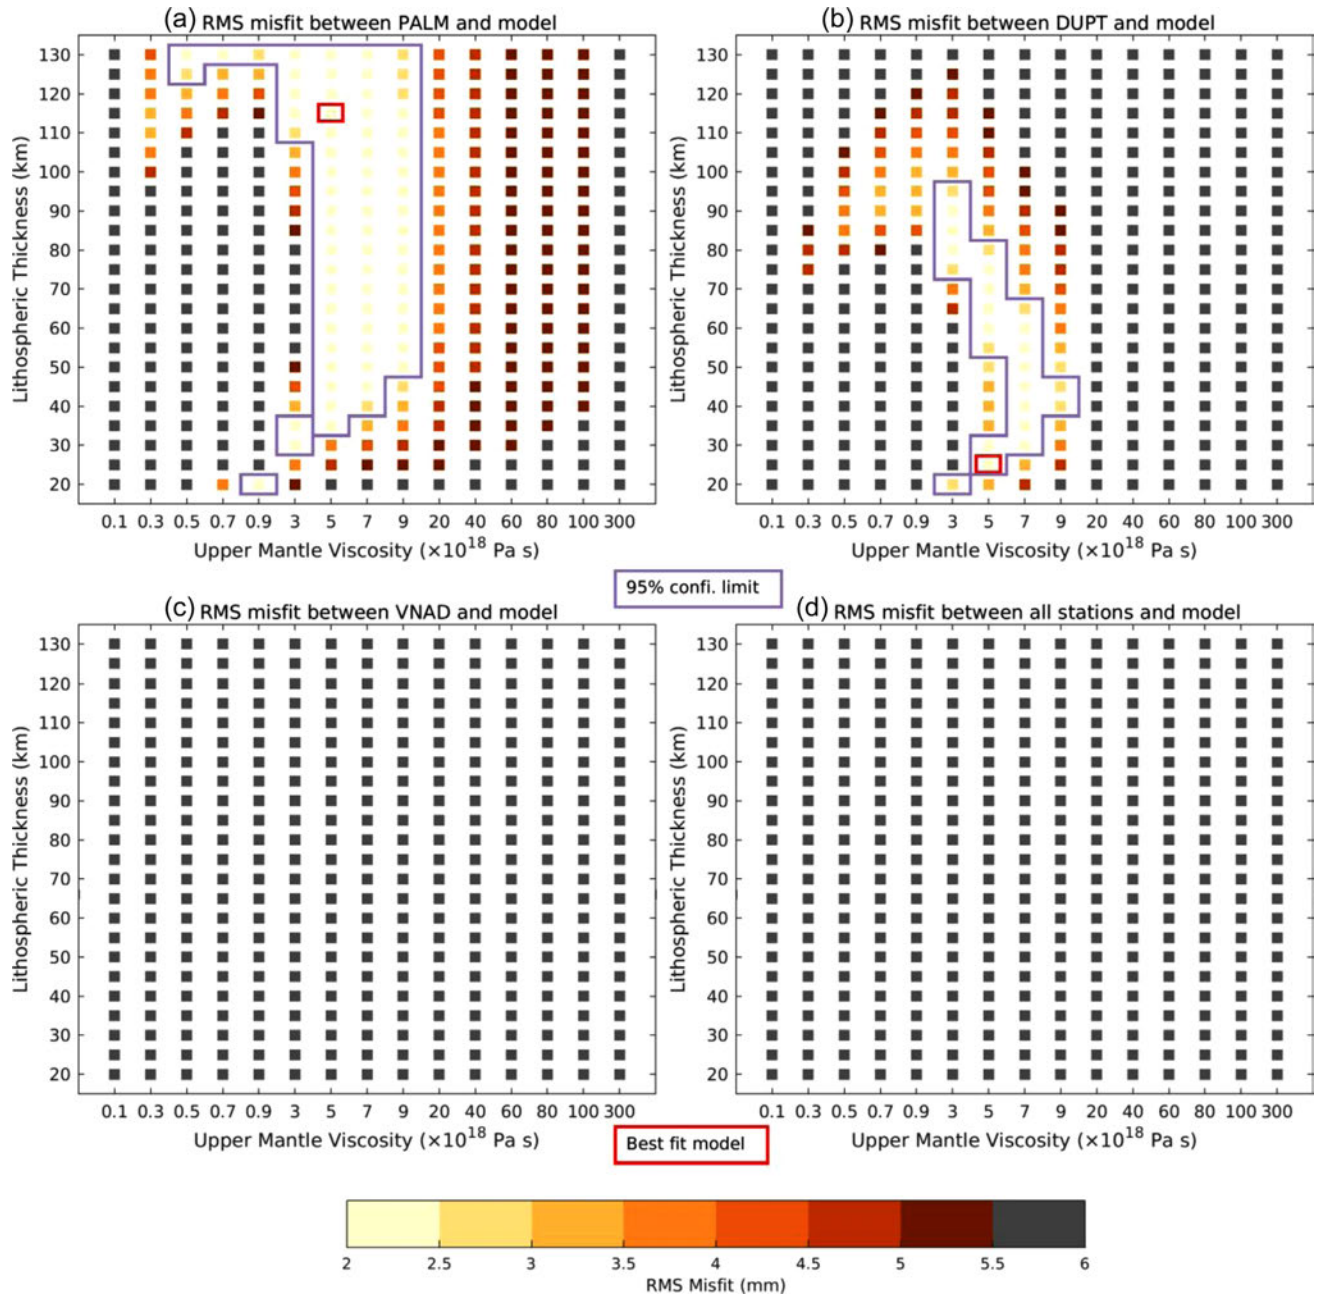 (a) RMS misfit between PALM and model
130
120
110
100
90
80
70
60
50
40
30
20
Lithospheric Thickness (km)
0.1 0.3 0.5 0.7 0.9 3 5 7 9 20 40 60 80 100 300
Upper Mantle Viscosity (×10¹⁸ Pa s)
(b) RMS misfit between DUPT and model
130
120
110
100
90
80
70
60
50
40
30
20
Lithospheric Thickness (km)
0.1 0.3 0.5 0.7 0.9 3 5 7 9 20 40 60 80 100 300
Upper Mantle Viscosity (×10¹⁸ Pa s)
95% confi. limit
(c) RMS misfit between VNAD and model
130
120
110
100
90
80
70
60
50
40
30
20
Lithospheric Thickness (km)
0.1 0.3 0.5 0.7 0.9 3 5 7 9 20 40 60 80 100 300
Upper Mantle Viscosity (×10¹⁸ Pa s)
(d) RMS misfit between all stations and model
130
120
110
100
90
80
70
60
50
40
30
20
Lithospheric Thickness (km)
0.1 0.3 0.5 0.7 0.9 3 5 7 9 20 40 60 80 100 300
Upper Mantle Viscosity (×10¹⁸ Pa s)
Best fit model
2 2.5 3 3.5 4 4.5 5 5.5 6
RMS Misfit (mm)